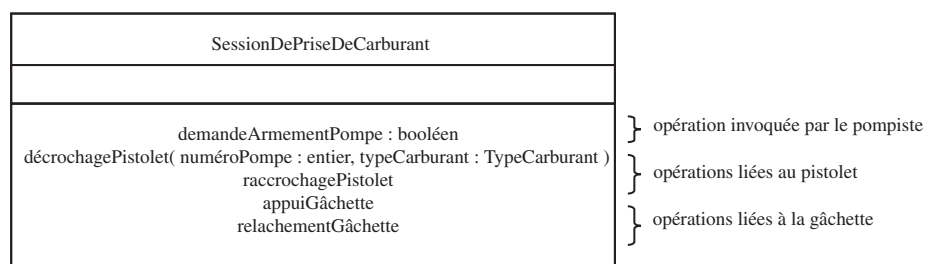 SessionDePriseDeCarburant
demandeArmementPompe : booléen
décrochagePistolet( numéroPompe : entier, typeCarburant : TypeCarburant )
raccrochagePistolet
appuiGâchette
relachementGâchette
opération invoquée par le pompiste
opérations liées au pistolet
opérations liées à la gâchette